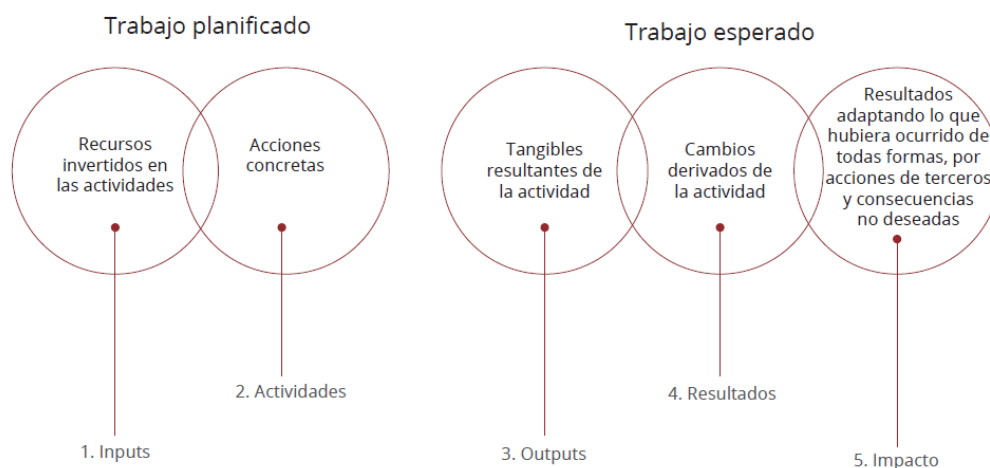 Trabajo planificado
Trabajo esperado
Recursos
invertidos en
las actividades
Acciones
concretas
Tangibles
resultantes de
la actividad
Cambios
derivados de
la actividad
Resultados
adaptando lo que
hubiera ocurrido de
todas formas, por
acciones de terceros
y consecuencias
no deseadas
1. Inputs
2. Actividades
3. Outputs
4. Resultados
5. Impacto